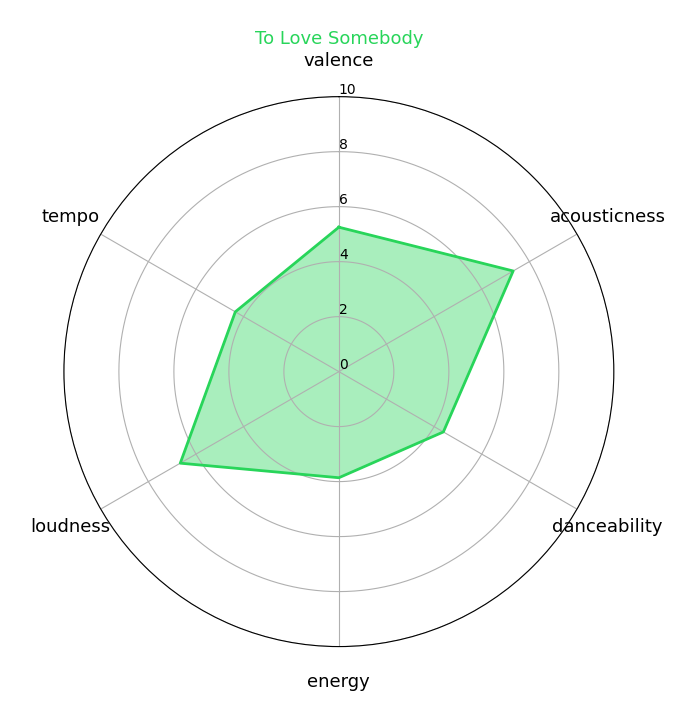 To Love Somebody
valence
10
8
tempo
acousticness
6
4
2
0
loudness
danceability
energy